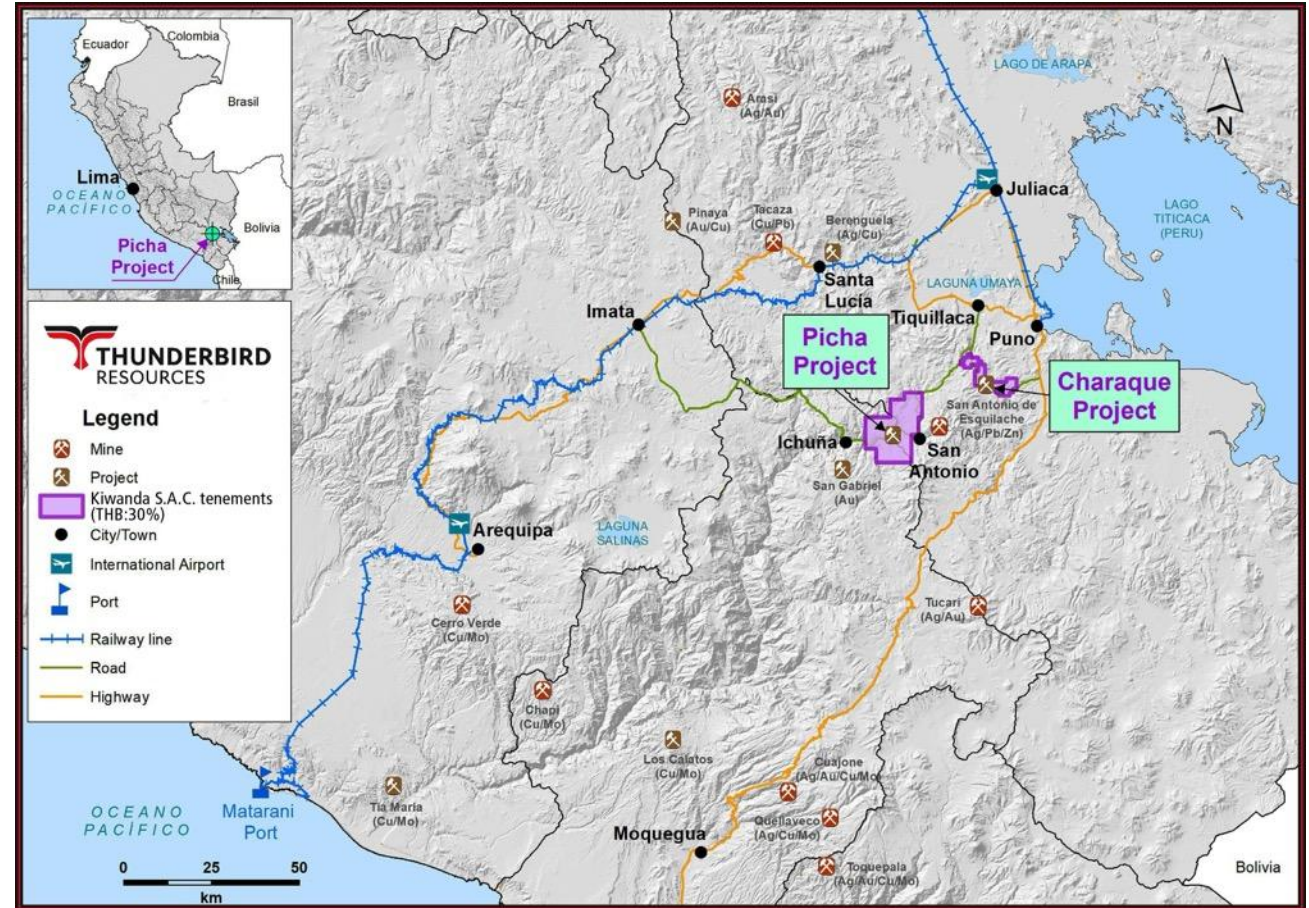 Ecuador
Colombia
Brasil
Lima
OCEANO
PACÍFICO
Bolivia
Picha
Project
Chile
THUNDERBIRD
RESOURCES
Legend
Mine
Project
Kiwanda S.A.C. tenements
(THB:30%)
City/Town
International Airport
Port
Railway line
Road
Highway
LAGO DE ARAPA
N
Arasi
(Ag/Au)
Juliaca
LAGO
TITICACA
(PERU)
Pinaya
(Au/Cu)
Tacaza
(Cu/Pb)
Berenguela
(Ag/Cu)
Santa
Lucía
LAGUNA UMAYA
Imata
Tiquillaca
Puno
Picha
Project
Charaque
Project
San Antonio de
Esquilache
(Ag/Pb/Zn)
Ichuña
San
Antonio
San Gabriel
(Au)
Arequipa
LAGUNA
SALINAS
Cerro Verde
(Cu/Mo)
Tucari
(Ag/Au)
Chapi
(Cu/Mo)
Los Calatos
(Cu/Mo)
Cuajone
(Ag/Au/Cu/Mo)
Tia Maria
(Cu/Mo)
Quellaveco
(Ag/Cu/Mo)
Matarani
Port
OCEANO
PACÍFICO
Moquegua
Toquepala
(Ag/Au/Cu/Mo)
Bolivia
0 25 50
km